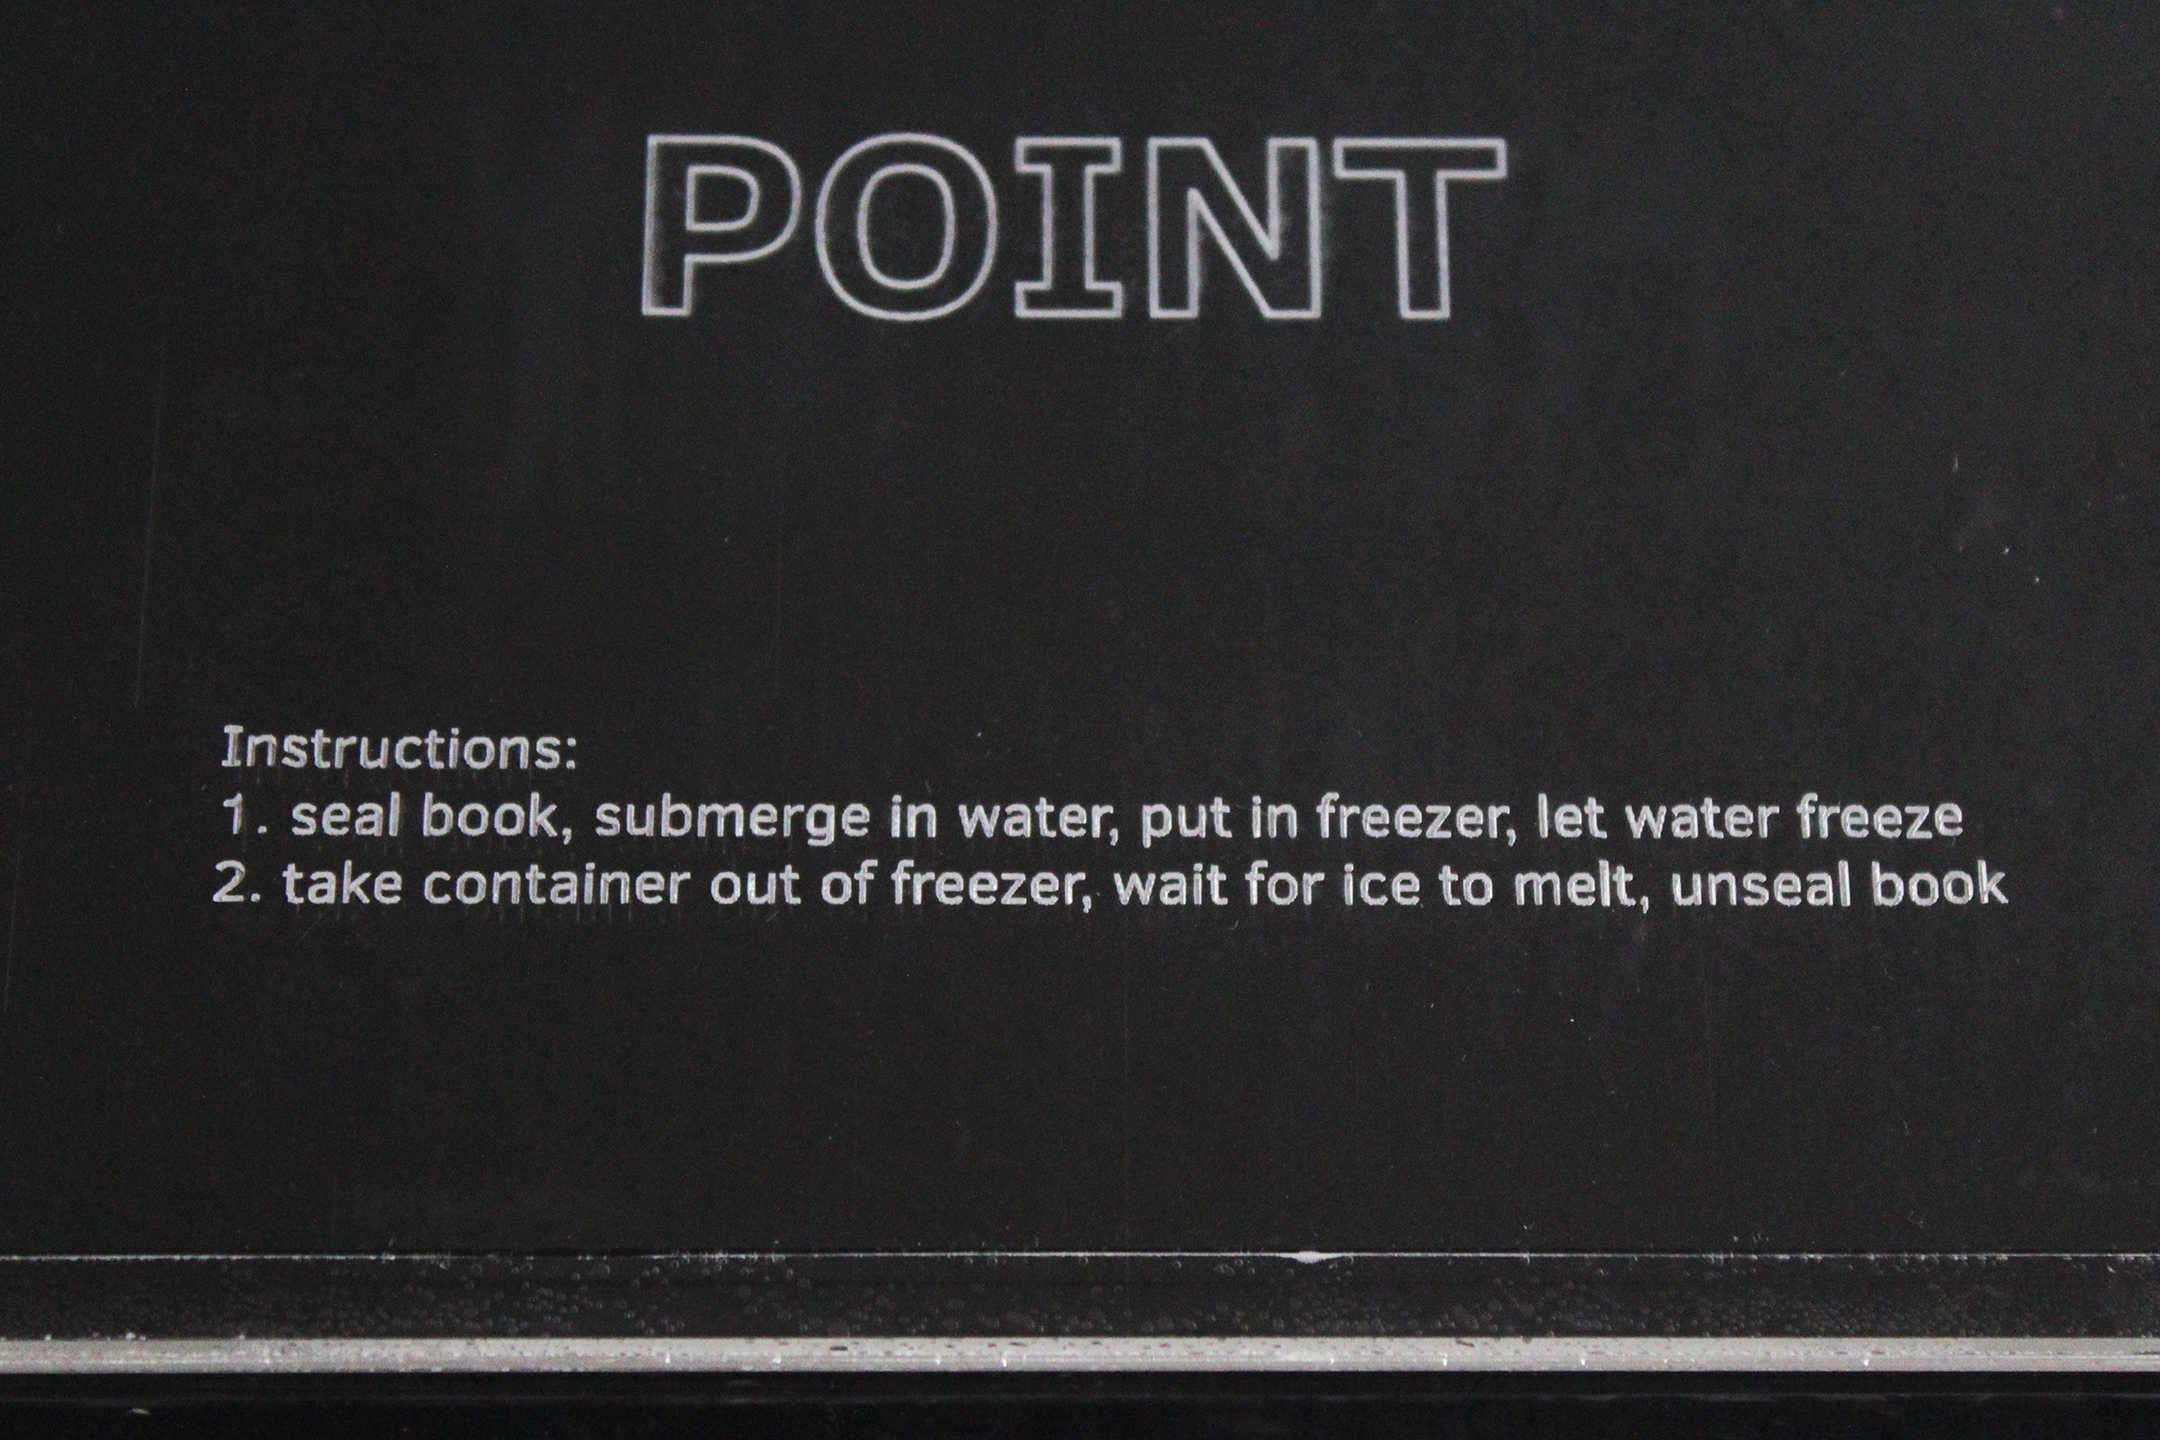 POINT
Instructions:
1. seal book, submerge in water, put in freezer, let water freeze
2. take container out of freezer, wait for ice to melt, unseal book